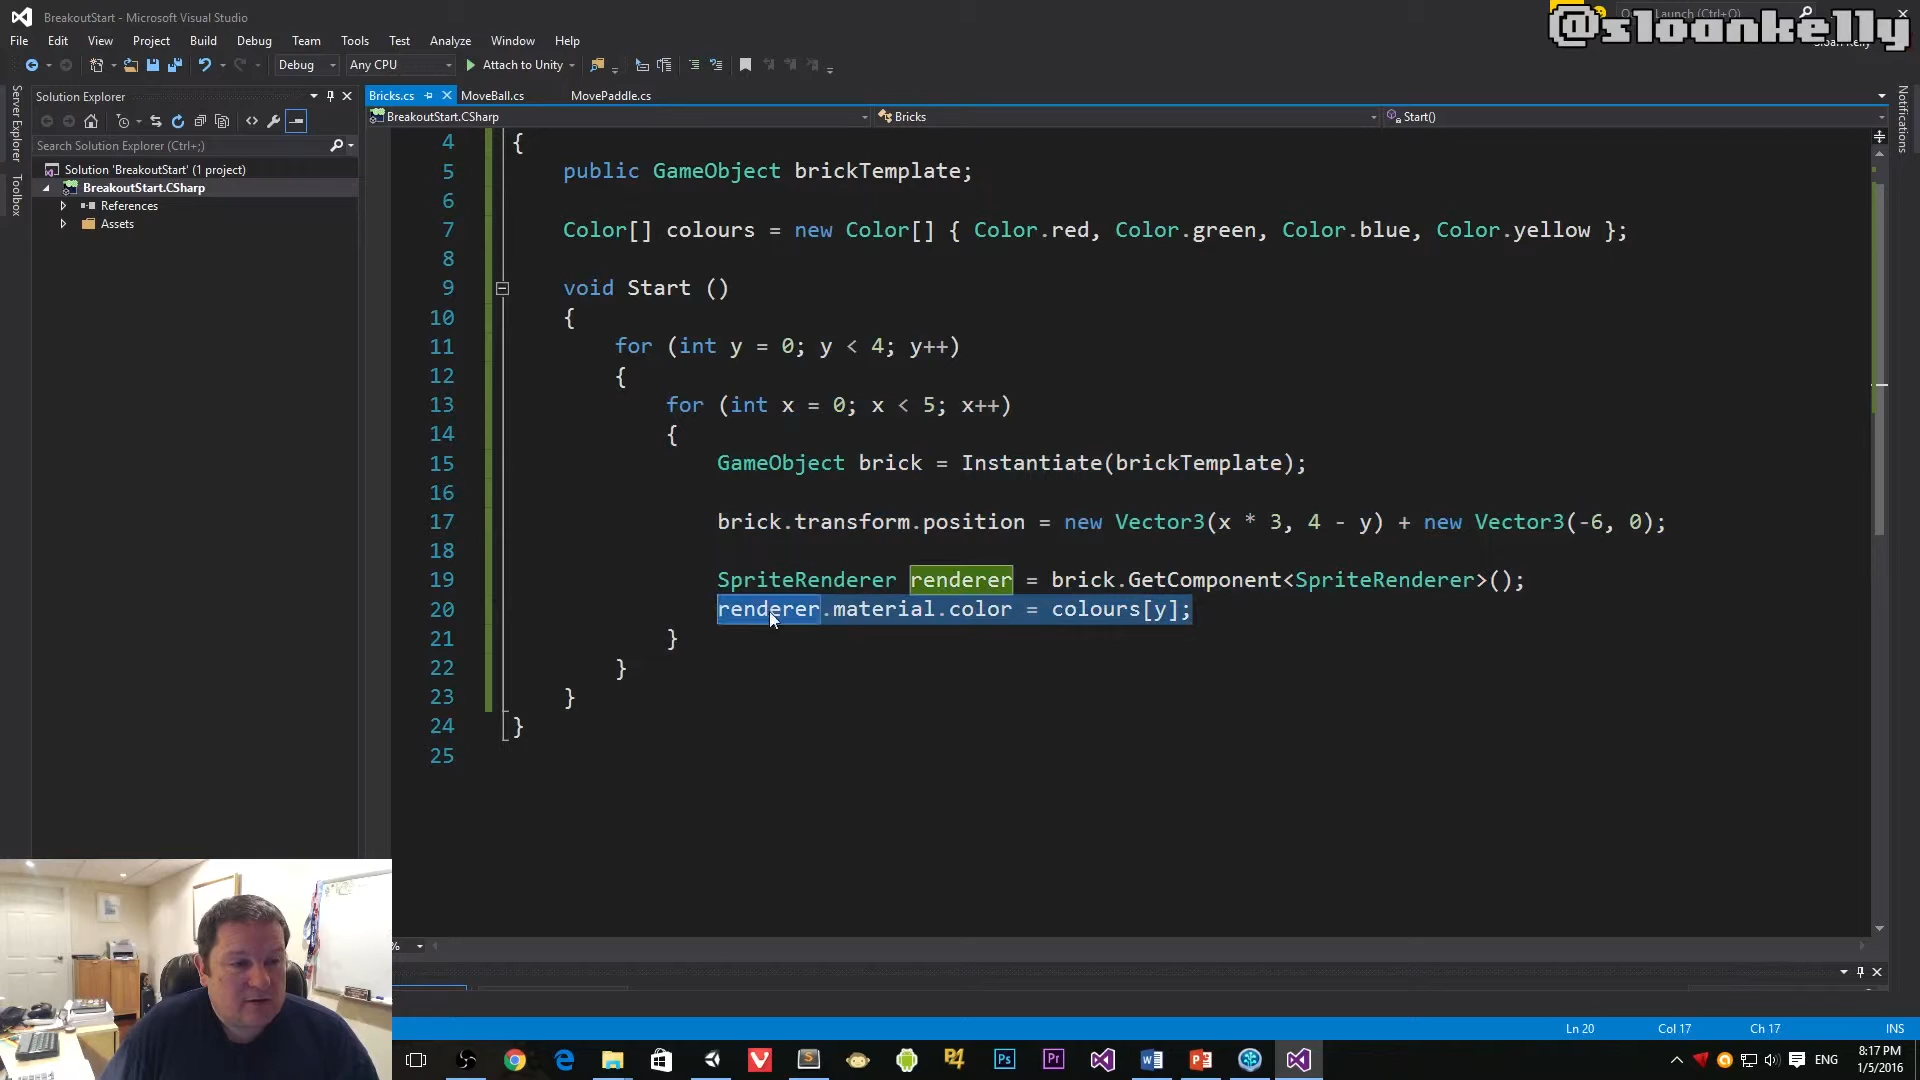 BreakoutStart - Microsoft Visual Studio
Launch (Ctrl+Q)
@sloankelly
File Edit View Project Build Debug Team Tools Test Analyze Window Help
Sloan Kelly
Debug Any CPU Attach to Unity
Server Explorer
Toolbox
Notifications
Solution Explorer
Search Solution Explorer (Ctrl+;)
Solution 'BreakoutStart' (1 project)
BreakoutStart.CSharp
References
Assets
Bricks.cs MoveBall.cs MovePaddle.cs
BreakoutStart.CSharp Bricks Start()
4 {
5 public GameObject brickTemplate;
6
7 Color[] colours = new Color[] { Color.red, Color.green, Color.blue, Color.yellow };
8
9 void Start ()
10 {
11 for (int y = 0; y < 4; y++)
12 {
13 for (int x = 0; x < 5; x++)
14 {
15 GameObject brick = Instantiate(brickTemplate);
16
17 brick.transform.position = new Vector3(x * 3, 4 - y) + new Vector3(-6, 0);
18
19 SpriteRenderer renderer = brick.GetComponent<SpriteRenderer>();
20 renderer.material.color = colours[y];
21 }
22 }
23 }
24 }
25
%
Ln 20 Col 17 Ch 17 INS
ENG
8:17 PM
1/5/2016